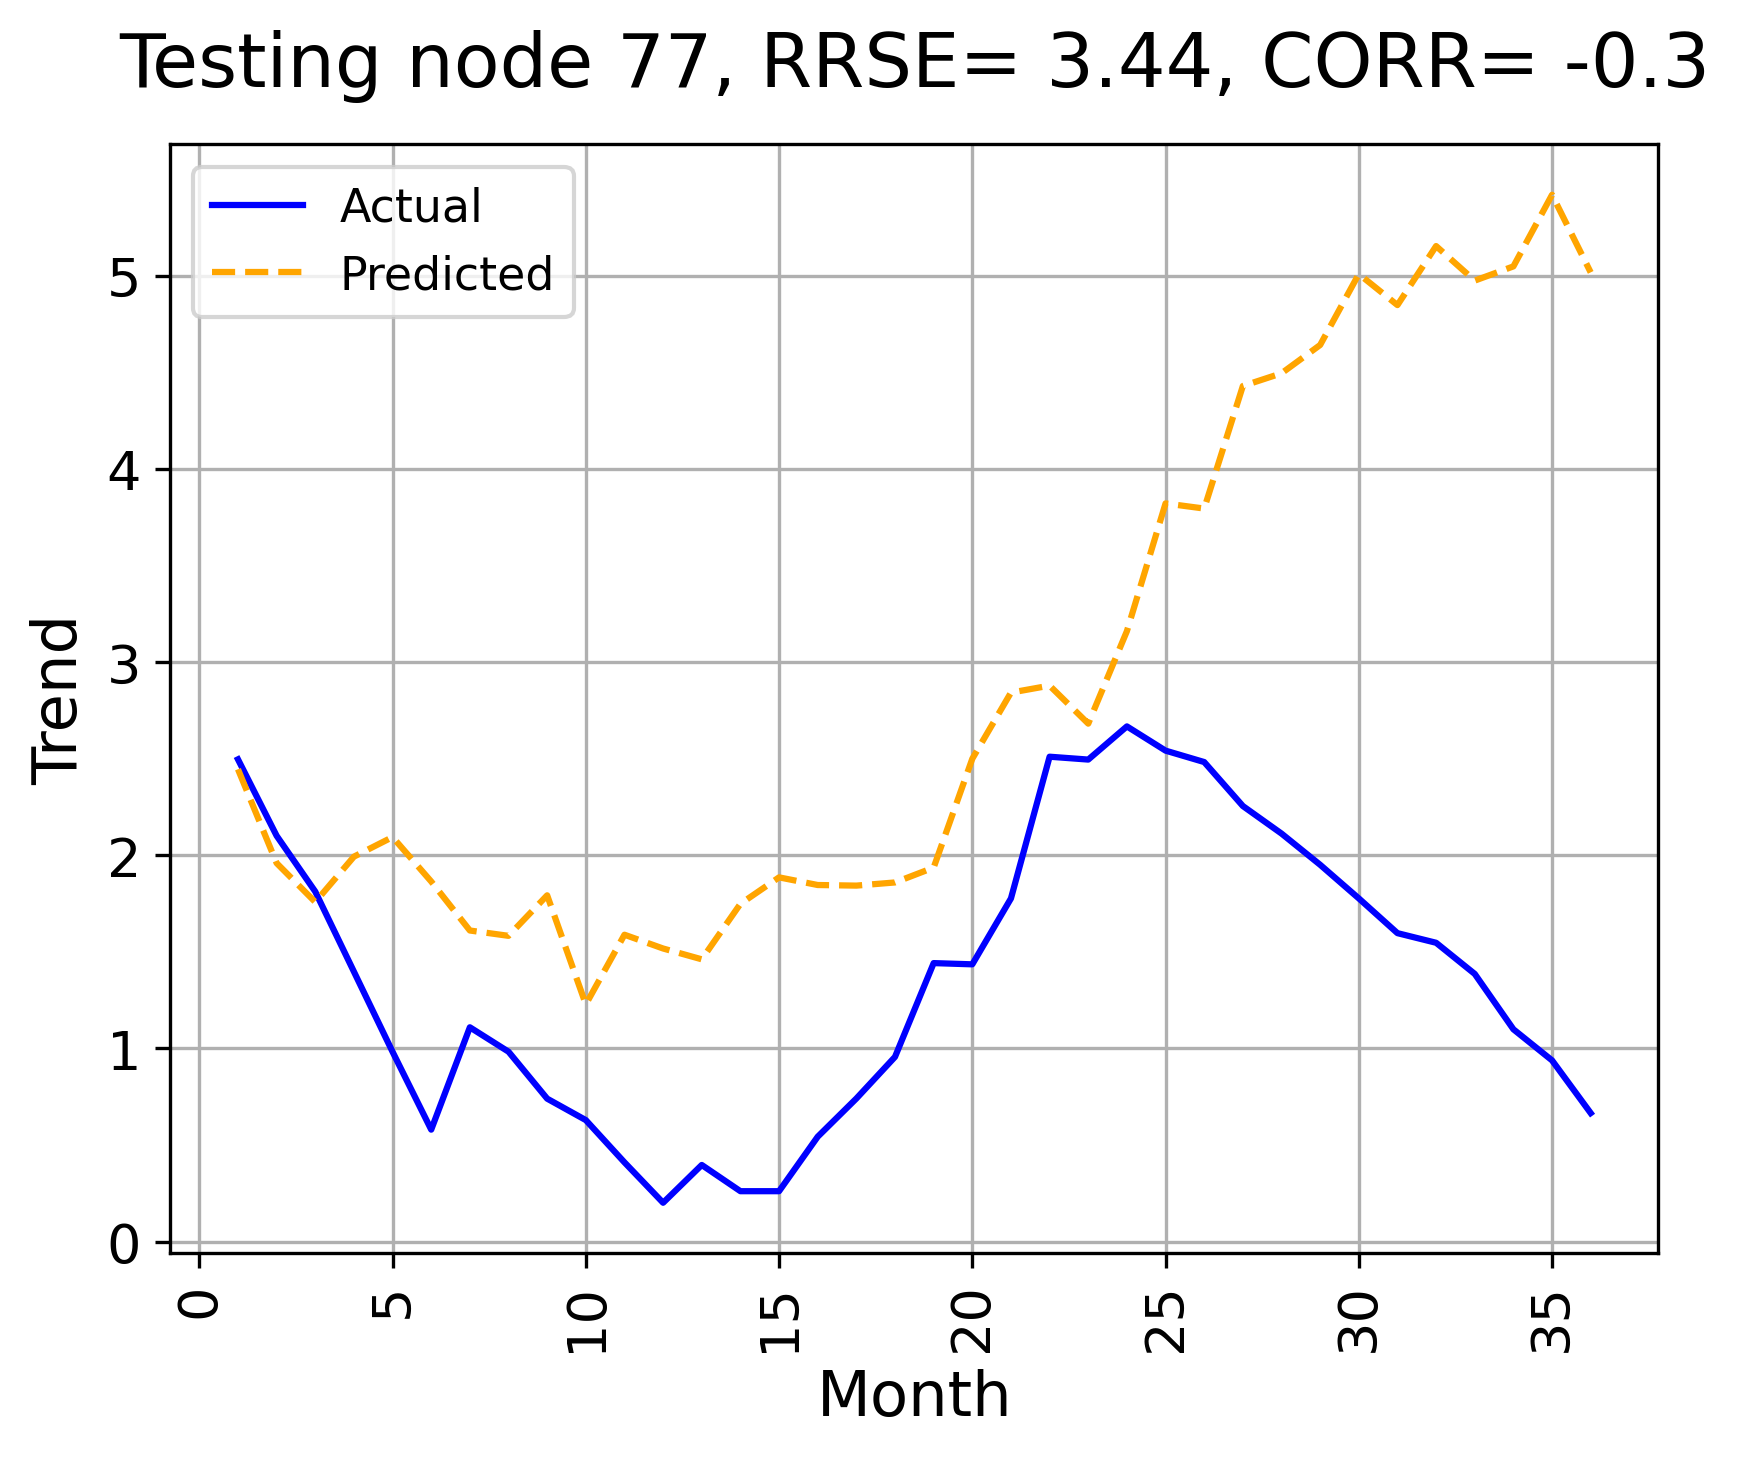 Testing node 77, RRSE= 3.44, CORR= -0.3
Actual
Predicted
5
4
3
2
1
0
Trend
0 5 10 15 20 25 30 35
Month